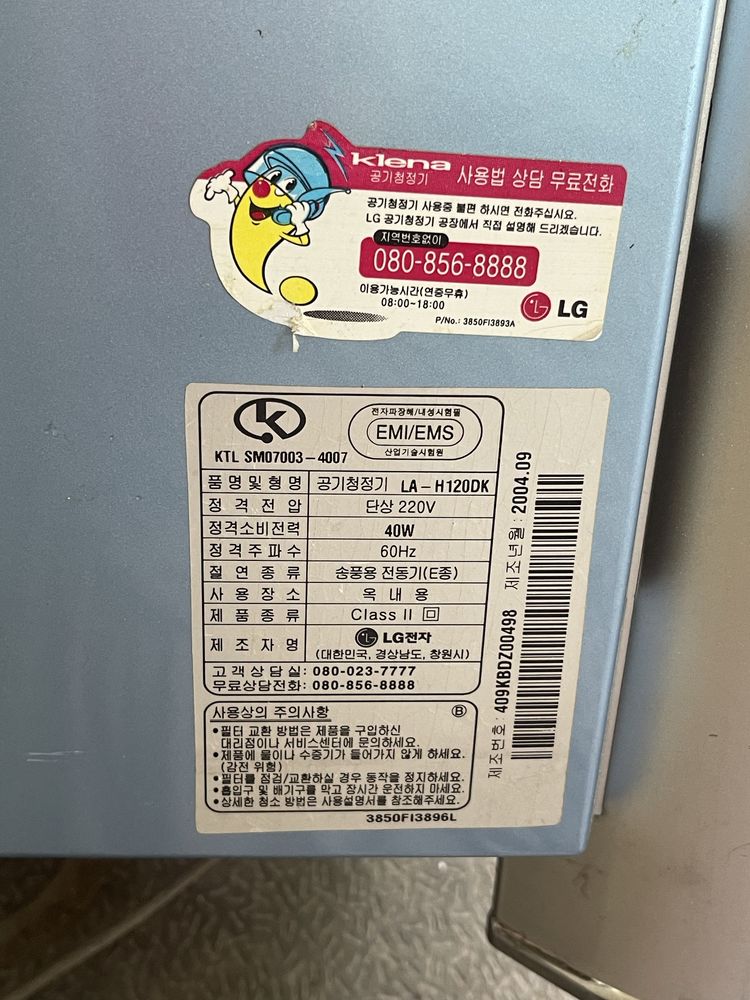 Klena
공기청정기 사용법 상담 무료전화
공기청정기 사용중 불편 하시면 전화주십시요.
LG 공기청정기 공장에서 직접 설명해 드리겠습니다.
지역번호없이
080-856-8888
이용가능시간(연중무휴)
08:00~18:00
LG
P/No.: 3850FI3893A
KTL SM07003-4007
전자파장해/내성시험필
EMI/EMS
산업기술시험원
품명및형명 공기청정기 LA-H120DK
정격전압 단상 220V
정격소비전력 40W
정격주파수 60Hz
절연종류 송풍용 전동기(E종)
사용장소 옥내용
제품종류 Class II
제조자명 LG전자
(대한민국, 경상남도, 창원시)
고객상담실: 080-023-7777
무료상담전화: 080-856-8888
사용상의 주의사항 B
•필터 교환 방법은 제품을 구입하신
대리점이나 서비스센터에 문의하세요.
•제품에 물이나 수증기가 들어가지 않게 하세요.
(감전 위험)
•필터를 점검/교환하실 경우 동작을 정지하세요.
•흡입구 및 배기구를 막고 장시간 운전하지 마세요.
•상세한 청소 방법은 사용설명서를 참조해주세요.
3850FI3896L
제조번호: 409KBDZ00498 제조년월: 2004.09